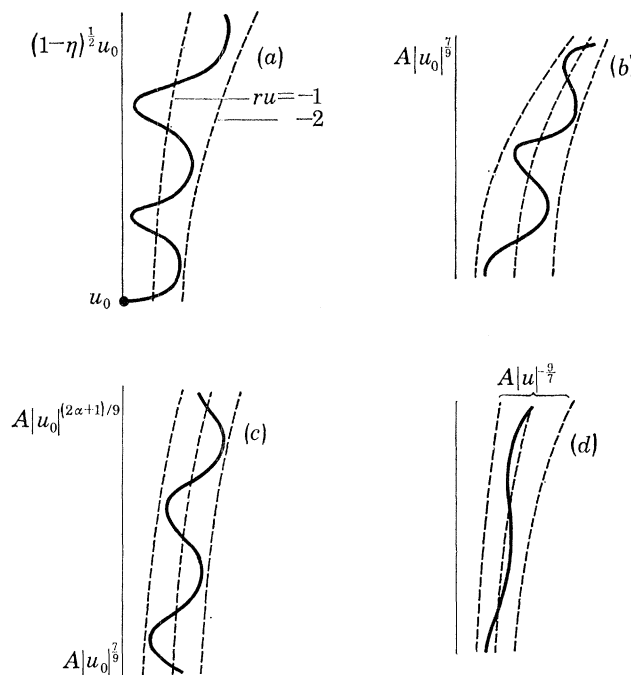 (1−η)^{1/2} u₀
(a)
ru=−1
−2
u₀
A|u₀|^{7/9}
(b)
A|u₀|^{(2α+1)/9}
(c)
A|u₀|^{7/9}
A|u|^{−9/7}
(d)